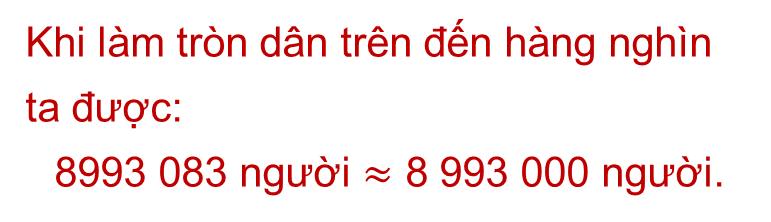 Khi làm tròn dân trên đến hàng nghìn
ta được:
8993 083 người ≈ 8 993 000 người.